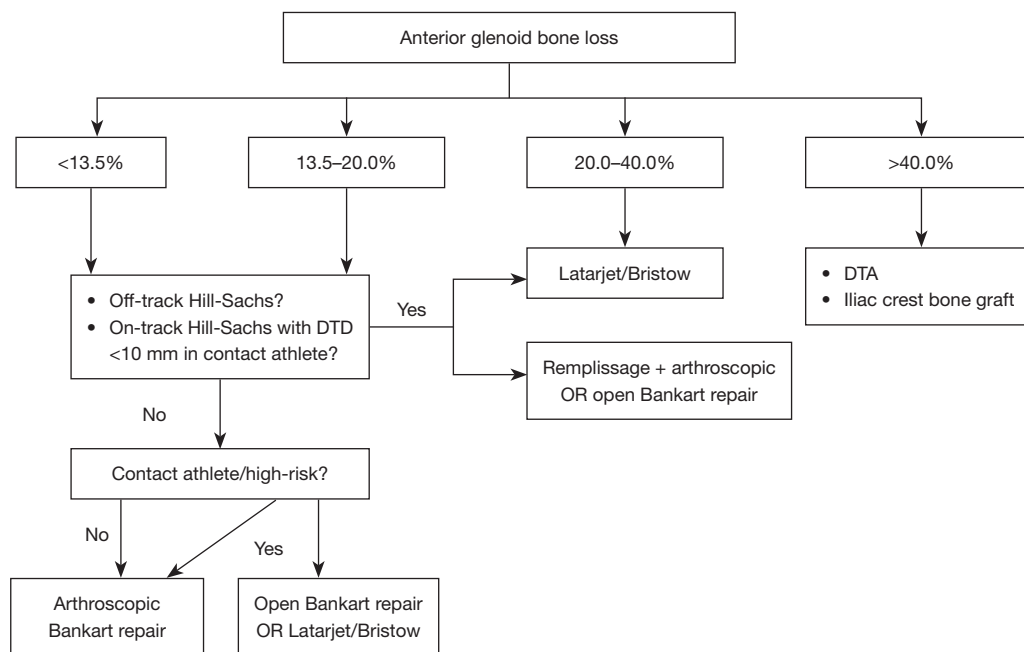 Anterior glenoid bone loss
<13.5%
13.5–20.0%
20.0–40.0%
>40.0%
• Off-track Hill-Sachs?
• On-track Hill-Sachs with DTD
<10 mm in contact athlete?
Yes
Latarjet/Bristow
• DTA
• Iliac crest bone graft
Remplissage + arthroscopic
OR open Bankart repair
No
Contact athlete/high-risk?
No
Yes
Arthroscopic
Bankart repair
Open Bankart repair
OR Latarjet/Bristow